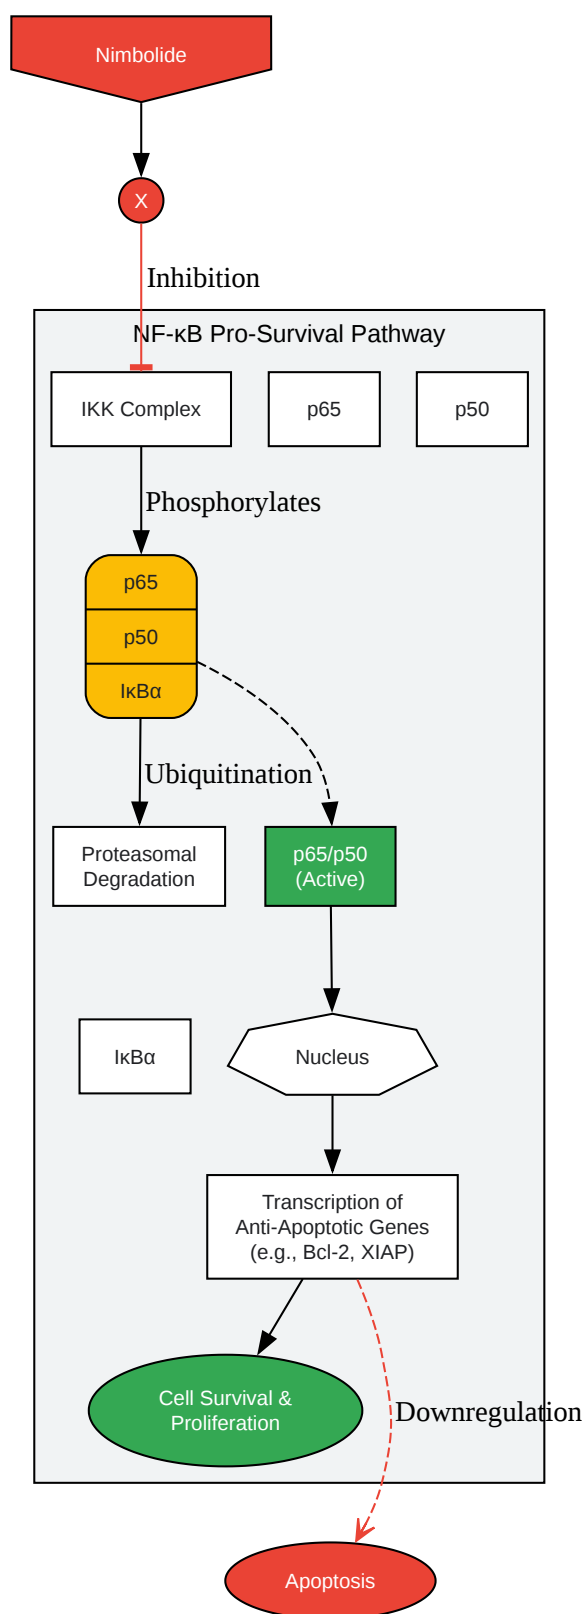 Nimbolide
X
Inhibition
NF-κB Pro-Survival Pathway
IKK Complex
p65
p50
Phosphorylates
p65
p50
IκBα
Ubiquitination
Proteasomal
Degradation
p65/p50
(Active)
IκBα
Nucleus
Transcription of
Anti-Apoptotic Genes
(e.g., Bcl-2, XIAP)
Cell Survival &
Proliferation
Downregulation
Apoptosis